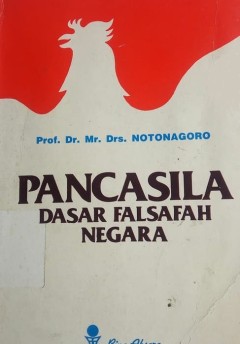 Prof. Dr. Mr. Drs. NOTONAGORO
PANCASILA
DASAR FALSAFAH
NEGARA